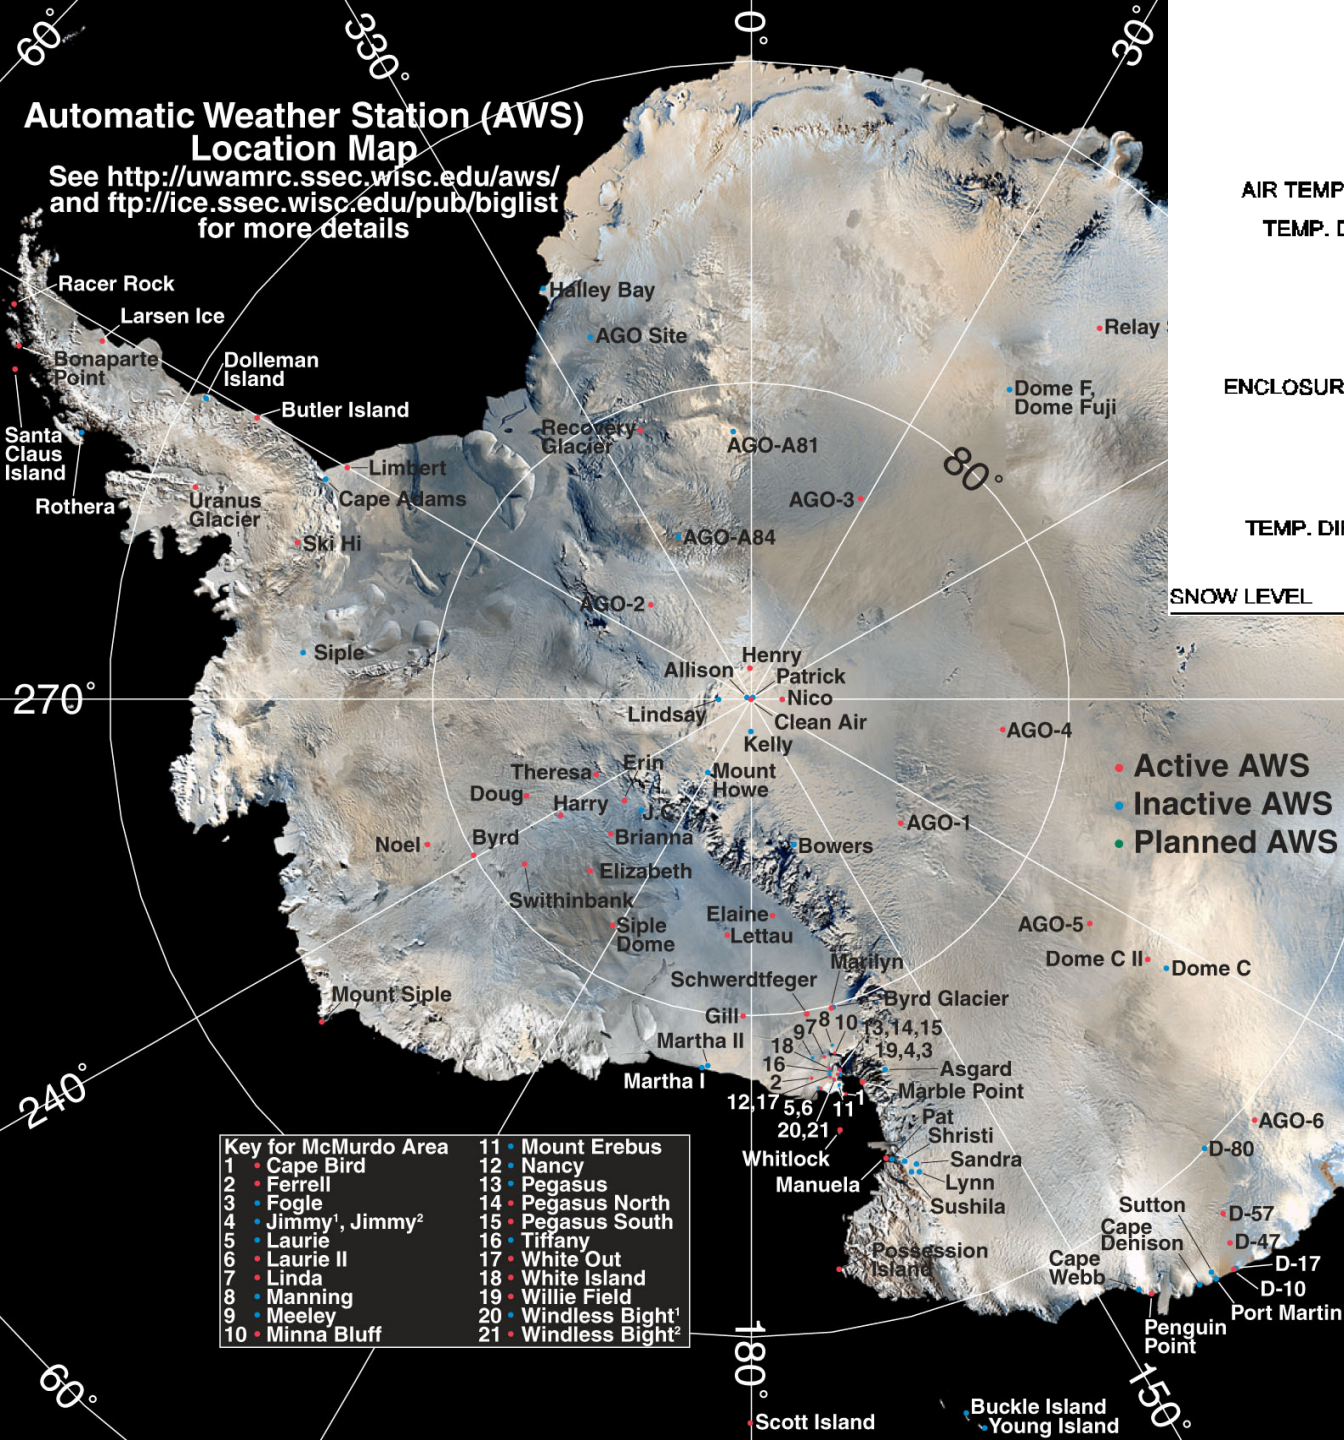 60°
330°
0°
30°
Automatic Weather Station (AWS)
Location Map
See http://uwamrc.ssec.wisc.edu/aws/
and ftp://ice.ssec.wisc.edu/pub/biglist
for more details
AIR TEMP
TEMP. D
ENCLOSUR
TEMP. DI
SNOW LEVEL
Racer Rock
Larsen Ice
Bonaparte
Point
Dolleman
Island
Butler Island
Santa
Claus
Island
Rothera
Uranus
Glacier
Limbert
Cape Adams
Ski Hi
Siple
Halley Bay
AGO Site
Recovery
Glacier
AGO-A81
AGO-3
AGO-A84
AGO-2
Relay
Dome F,
Dome Fuji
80°
270°
Henry
Allison
Patrick
Nico
Lindsay
Clean Air
Kelly
AGO-4
Mount
Howe
Erin
Theresa
Doug
Harry
J.C.
Brianna
Noel
Byrd
Elizabeth
Swithinbank
Siple
Dome
Bowers
AGO-1
Active AWS
Inactive AWS
Planned AWS
Elaine
Lettau
Marilyn
Schwerdtfeger
Byrd Glacier
Gill
AGO-5
Dome C II
Dome C
Mount Siple
Martha II
Martha I
9
7
8
10
13,14,15
18
19,4,3
16
2
12,17
5,6
11
1
20,21
Asgard
Marble Point
Pat
Shristi
Sandra
Lynn
Sushila
Whitlock
Manuela
Possession
Island
AGO-6
D-80
Sutton
D-57
Cape
Denison
D-47
Cape
Webb
D-17
D-10
Port Martin
Penguin
Point
240°
Key for McMurdo Area
1 Cape Bird
2 Ferrell
3 Fogle
4 Jimmy¹, Jimmy²
5 Laurie
6 Laurie II
7 Linda
8 Manning
9 Meeley
10 Minna Bluff
11 Mount Erebus
12 Nancy
13 Pegasus
14 Pegasus North
15 Pegasus South
16 Tiffany
17 White Out
18 White Island
19 Willie Field
20 Windless Bight¹
21 Windless Bight²
60°
180°
150°
Scott Island
Buckle Island
Young Island